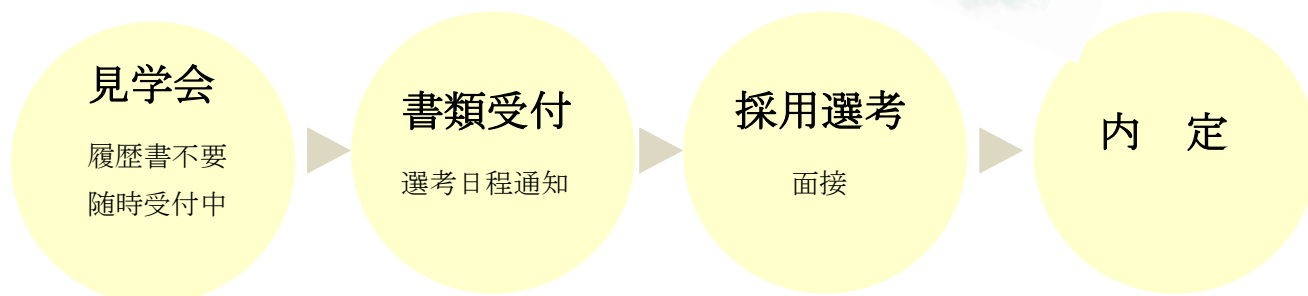 見学会
履歴書不要
随時受付中
書類受付
選考日程通知
採用選考
面接
内　定